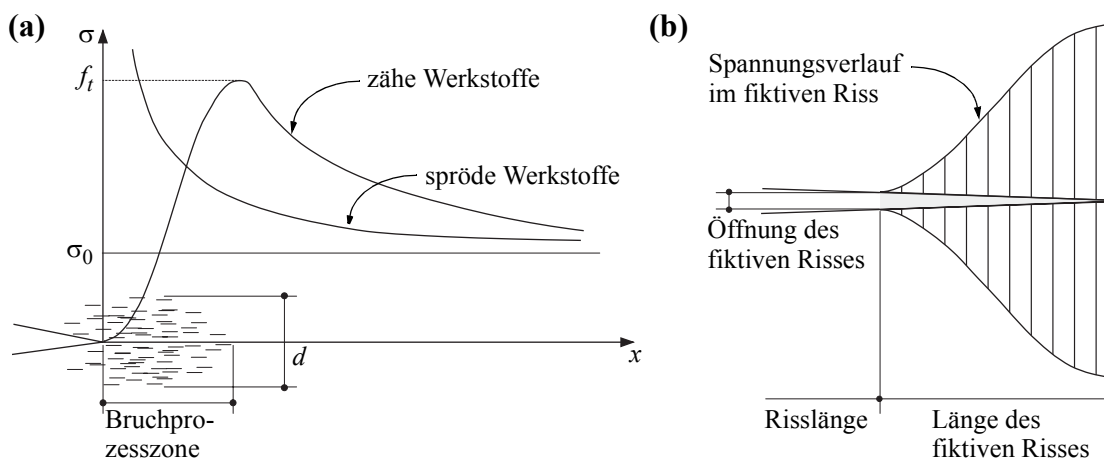 (a)
σ
f_t
zähe Werkstoffe
spröde Werkstoffe
σ_0
d
x
Bruchpro-
zesszone
(b)
Spannungsverlauf
im fiktiven Riss
Öffnung des
fiktiven Risses
Risslänge
Länge des
fiktiven Risses